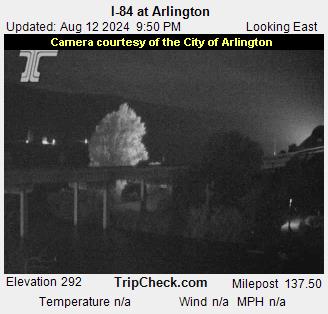 I-84 at Arlington
Updated: Aug 12 2024 9:50 PM Looking East
Camera courtesy of the City of Arlington
Elevation 292 TripCheck.com Milepost 137.50
Temperature n/a Wind n/a MPH n/a